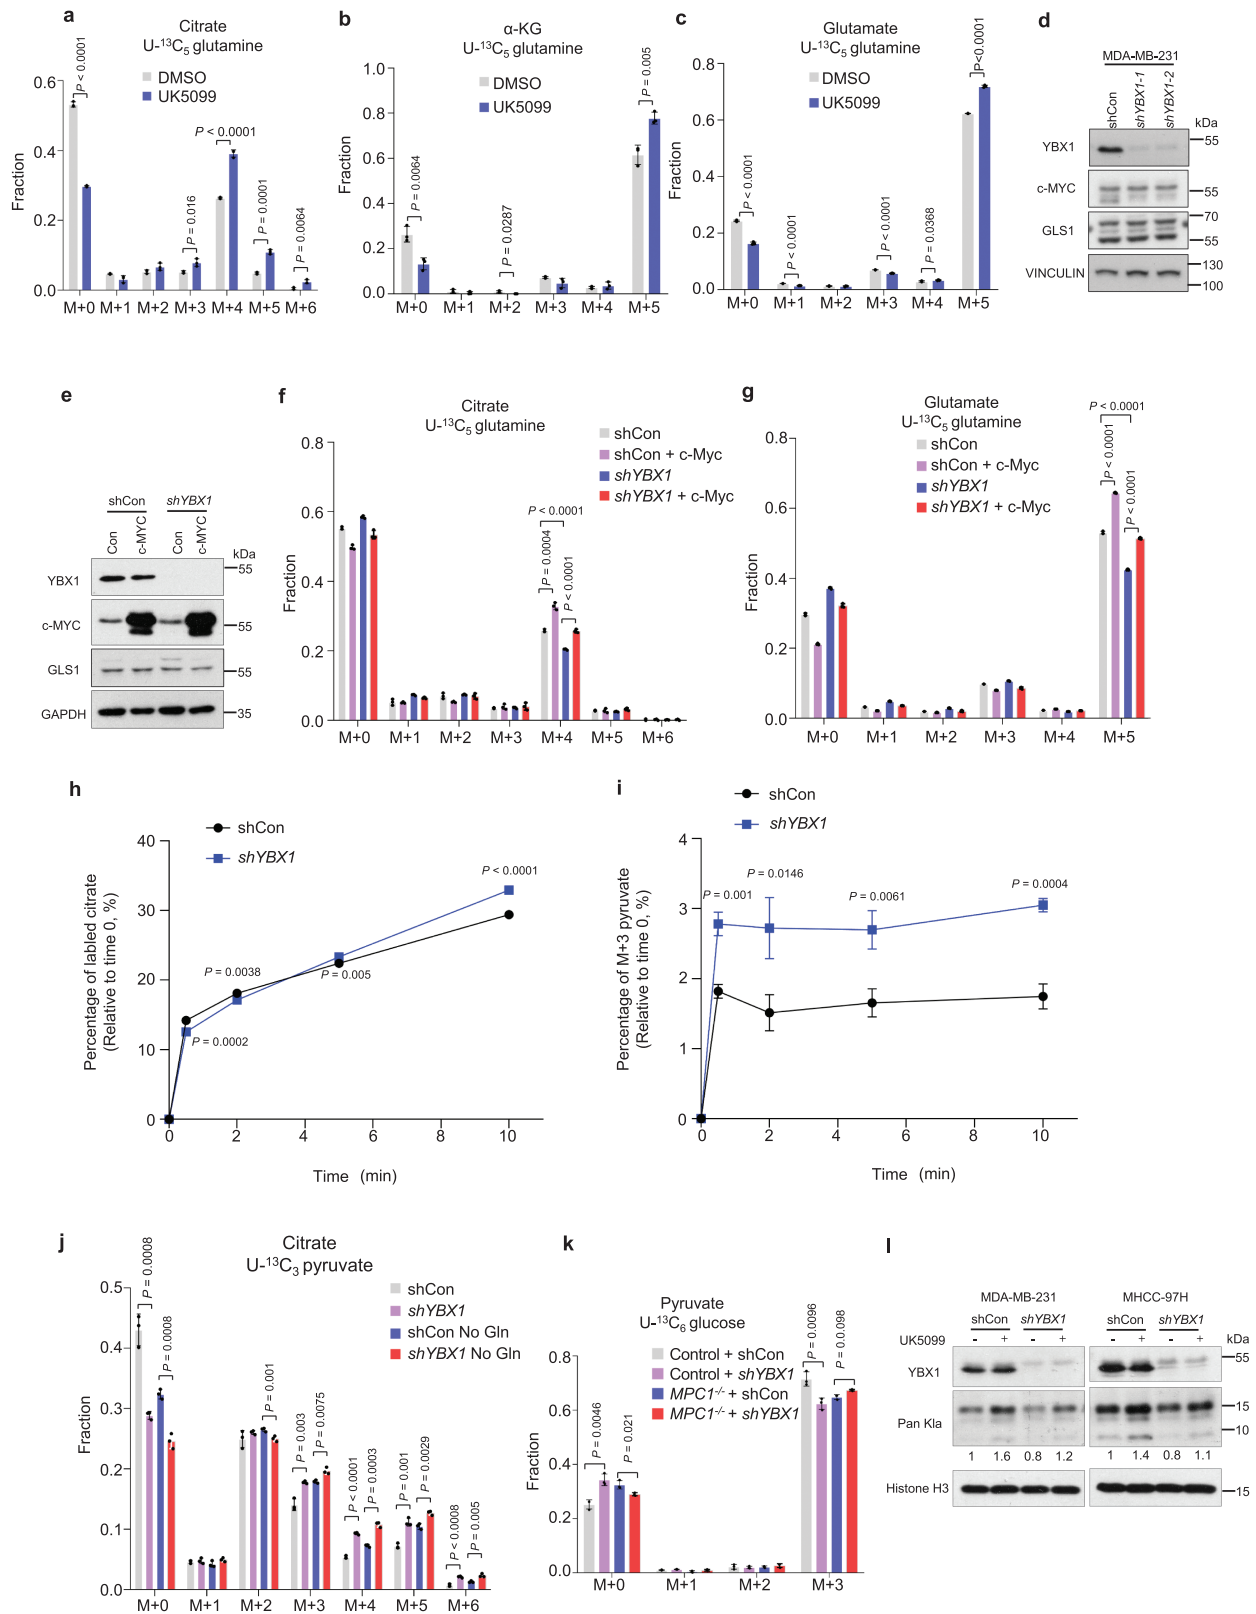 a
Citrate
U-¹³C₅ glutamine
DMSO
UK5099
P < 0.0001
P < 0.0001
P = 0.016
P = 0.0001
P = 0.0064
Fraction
0.6
0.4
0.2
0.0
M+0 M+1 M+2 M+3 M+4 M+5 M+6
b
α-KG
U-¹³C₅ glutamine
DMSO
UK5099
P = 0.0064
P = 0.0287
P = 0.005
Fraction
1.0
0.8
0.6
0.4
0.2
0.0
M+0 M+1 M+2 M+3 M+4 M+5
c
Glutamate
U-¹³C₅ glutamine
DMSO
UK5099
P = 0.0001
P < 0.0001
P < 0.0001
P = 0.0368
P<0.0001
Fraction
0.8
0.6
0.4
0.2
0.0
M+0 M+1 M+2 M+3 M+4 M+5
d
MDA-MB-231
shCon shYBX1-1 shYBX1-2
kDa
YBX1 55
c-MYC 55
GLS1 70
55
VINCULIN 130
100
e
shCon shYBX1
Con c-MYC Con c-MYC
kDa
YBX1 55
c-MYC 55
GLS1 55
GAPDH 35
f
Citrate
U-¹³C₅ glutamine
shCon
shCon + c-Myc
shYBX1
shYBX1 + c-Myc
P < 0.0001
P = 0.0004
P < 0.0001
Fraction
0.8
0.6
0.4
0.2
0.0
M+0 M+1 M+2 M+3 M+4 M+5 M+6
g
Glutamate
U-¹³C₅ glutamine
shCon
shCon + c-Myc
shYBX1
shYBX1 + c-Myc
P < 0.0001
P < 0.0001
P < 0.0001
Fraction
0.8
0.6
0.4
0.2
0.0
M+0 M+1 M+2 M+3 M+4 M+5
h
shCon
shYBX1
P < 0.0001
P = 0.0038
P = 0.005
P = 0.0002
Percentage of labled citrate
(Relative to time 0, %)
40
30
20
10
0
0 2 4 6 8 10
Time (min)
i
shCon
shYBX1
P = 0.001
P = 0.0146
P = 0.0061
P = 0.0004
Percentage of M+3 pyruvate
(Relative to time 0, %)
4
3
2
1
0
0 2 4 6 8 10
Time (min)
j
Citrate
U-¹³C₃ pyruvate
shCon
shYBX1
shCon No Gln
shYBX1 No Gln
P = 0.0008
P = 0.0008
P = 0.001
P = 0.003
P = 0.0075
P < 0.0001
P = 0.0003
P = 0.001
P = 0.0029
P < 0.0008
P = 0.005
Fraction
0.5
0.4
0.3
0.2
0.1
0.0
M+0 M+1 M+2 M+3 M+4 M+5 M+6
k
Pyruvate
U-¹³C₆ glucose
Control + shCon
Control + shYBX1
MPC1⁻/⁻ + shCon
MPC1⁻/⁻ + shYBX1
P = 0.0046
P = 0.021
P = 0.0096
P = 0.098
Fraction
0.8
0.6
0.4
0.2
0.0
M+0 M+1 M+2 M+3
l
MDA-MB-231 MHCC-97H
shCon shYBX1 shCon shYBX1
UK5099 - + - + - + - + kDa
YBX1 55
Pan Kla 15
10
1 1.6 0.8 1.2 1 1.4 0.8 1.1
Histone H3 15